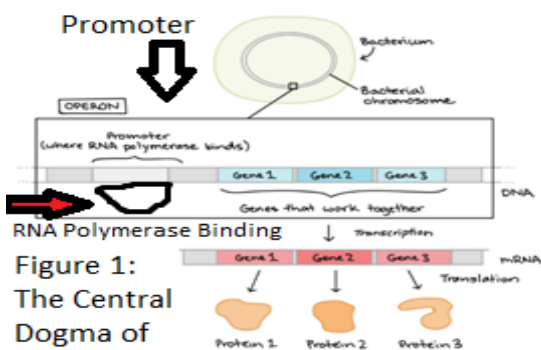 Promoter
Bacterium
Bacterial
chromosome
OPERON
Promoter
(where RNA polymerase binds)
Gene 1 Gene 2 Gene 3
DNA
Genes that work together
RNA Polymerase Binding
Transcription
Gene 1 Gene 2 Gene 3
mRNA
Translation
Protein 1 Protein 2 Protein 3
Figure 1:
The Central
Dogma of